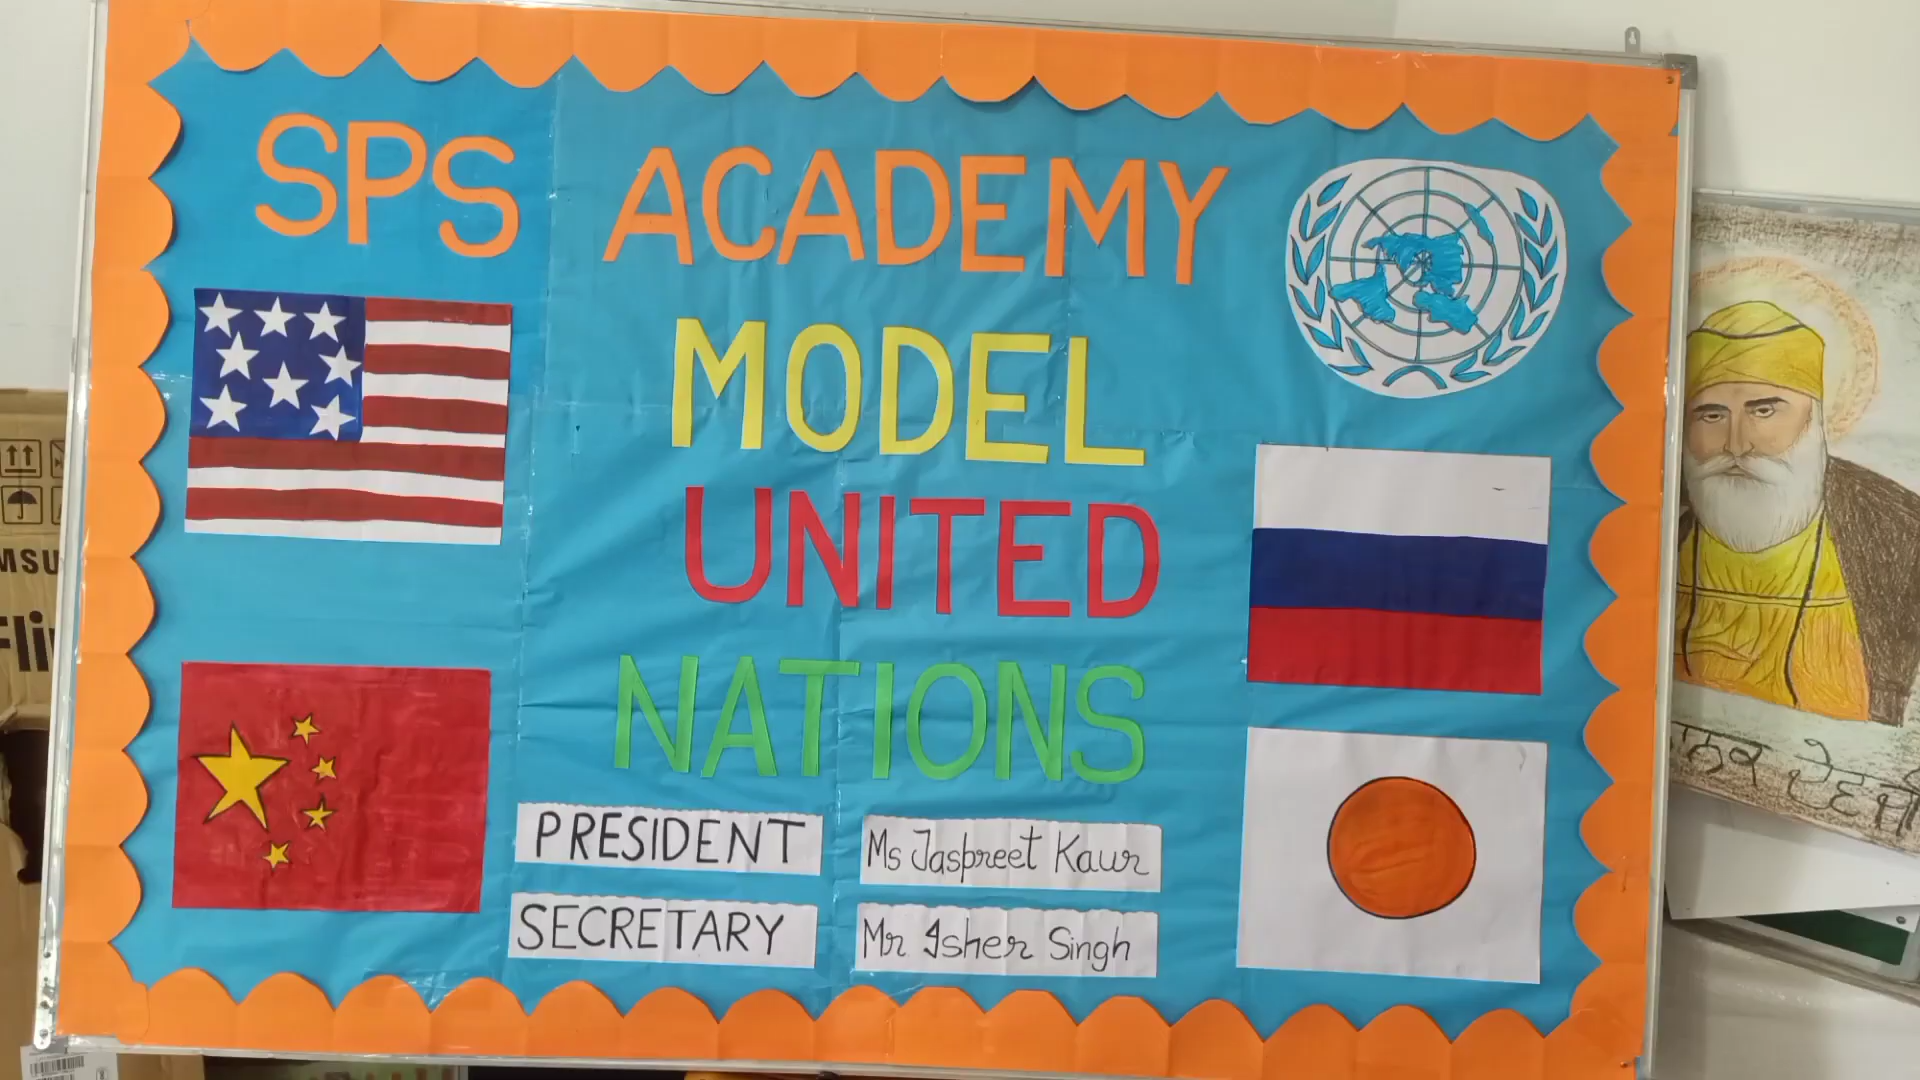 SPS ACADEMY
MODEL
UNITED
NATIONS
PRESIDENT Ms Jaspreet Kaur
SECRETARY Mr Isher Singh